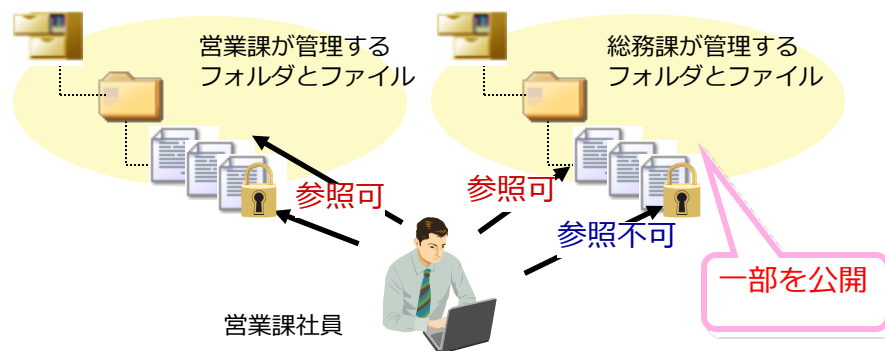 営業課が管理する
フォルダとファイル
総務課が管理する
フォルダとファイル
参照可
参照可
参照不可
一部を公開
営業課社員